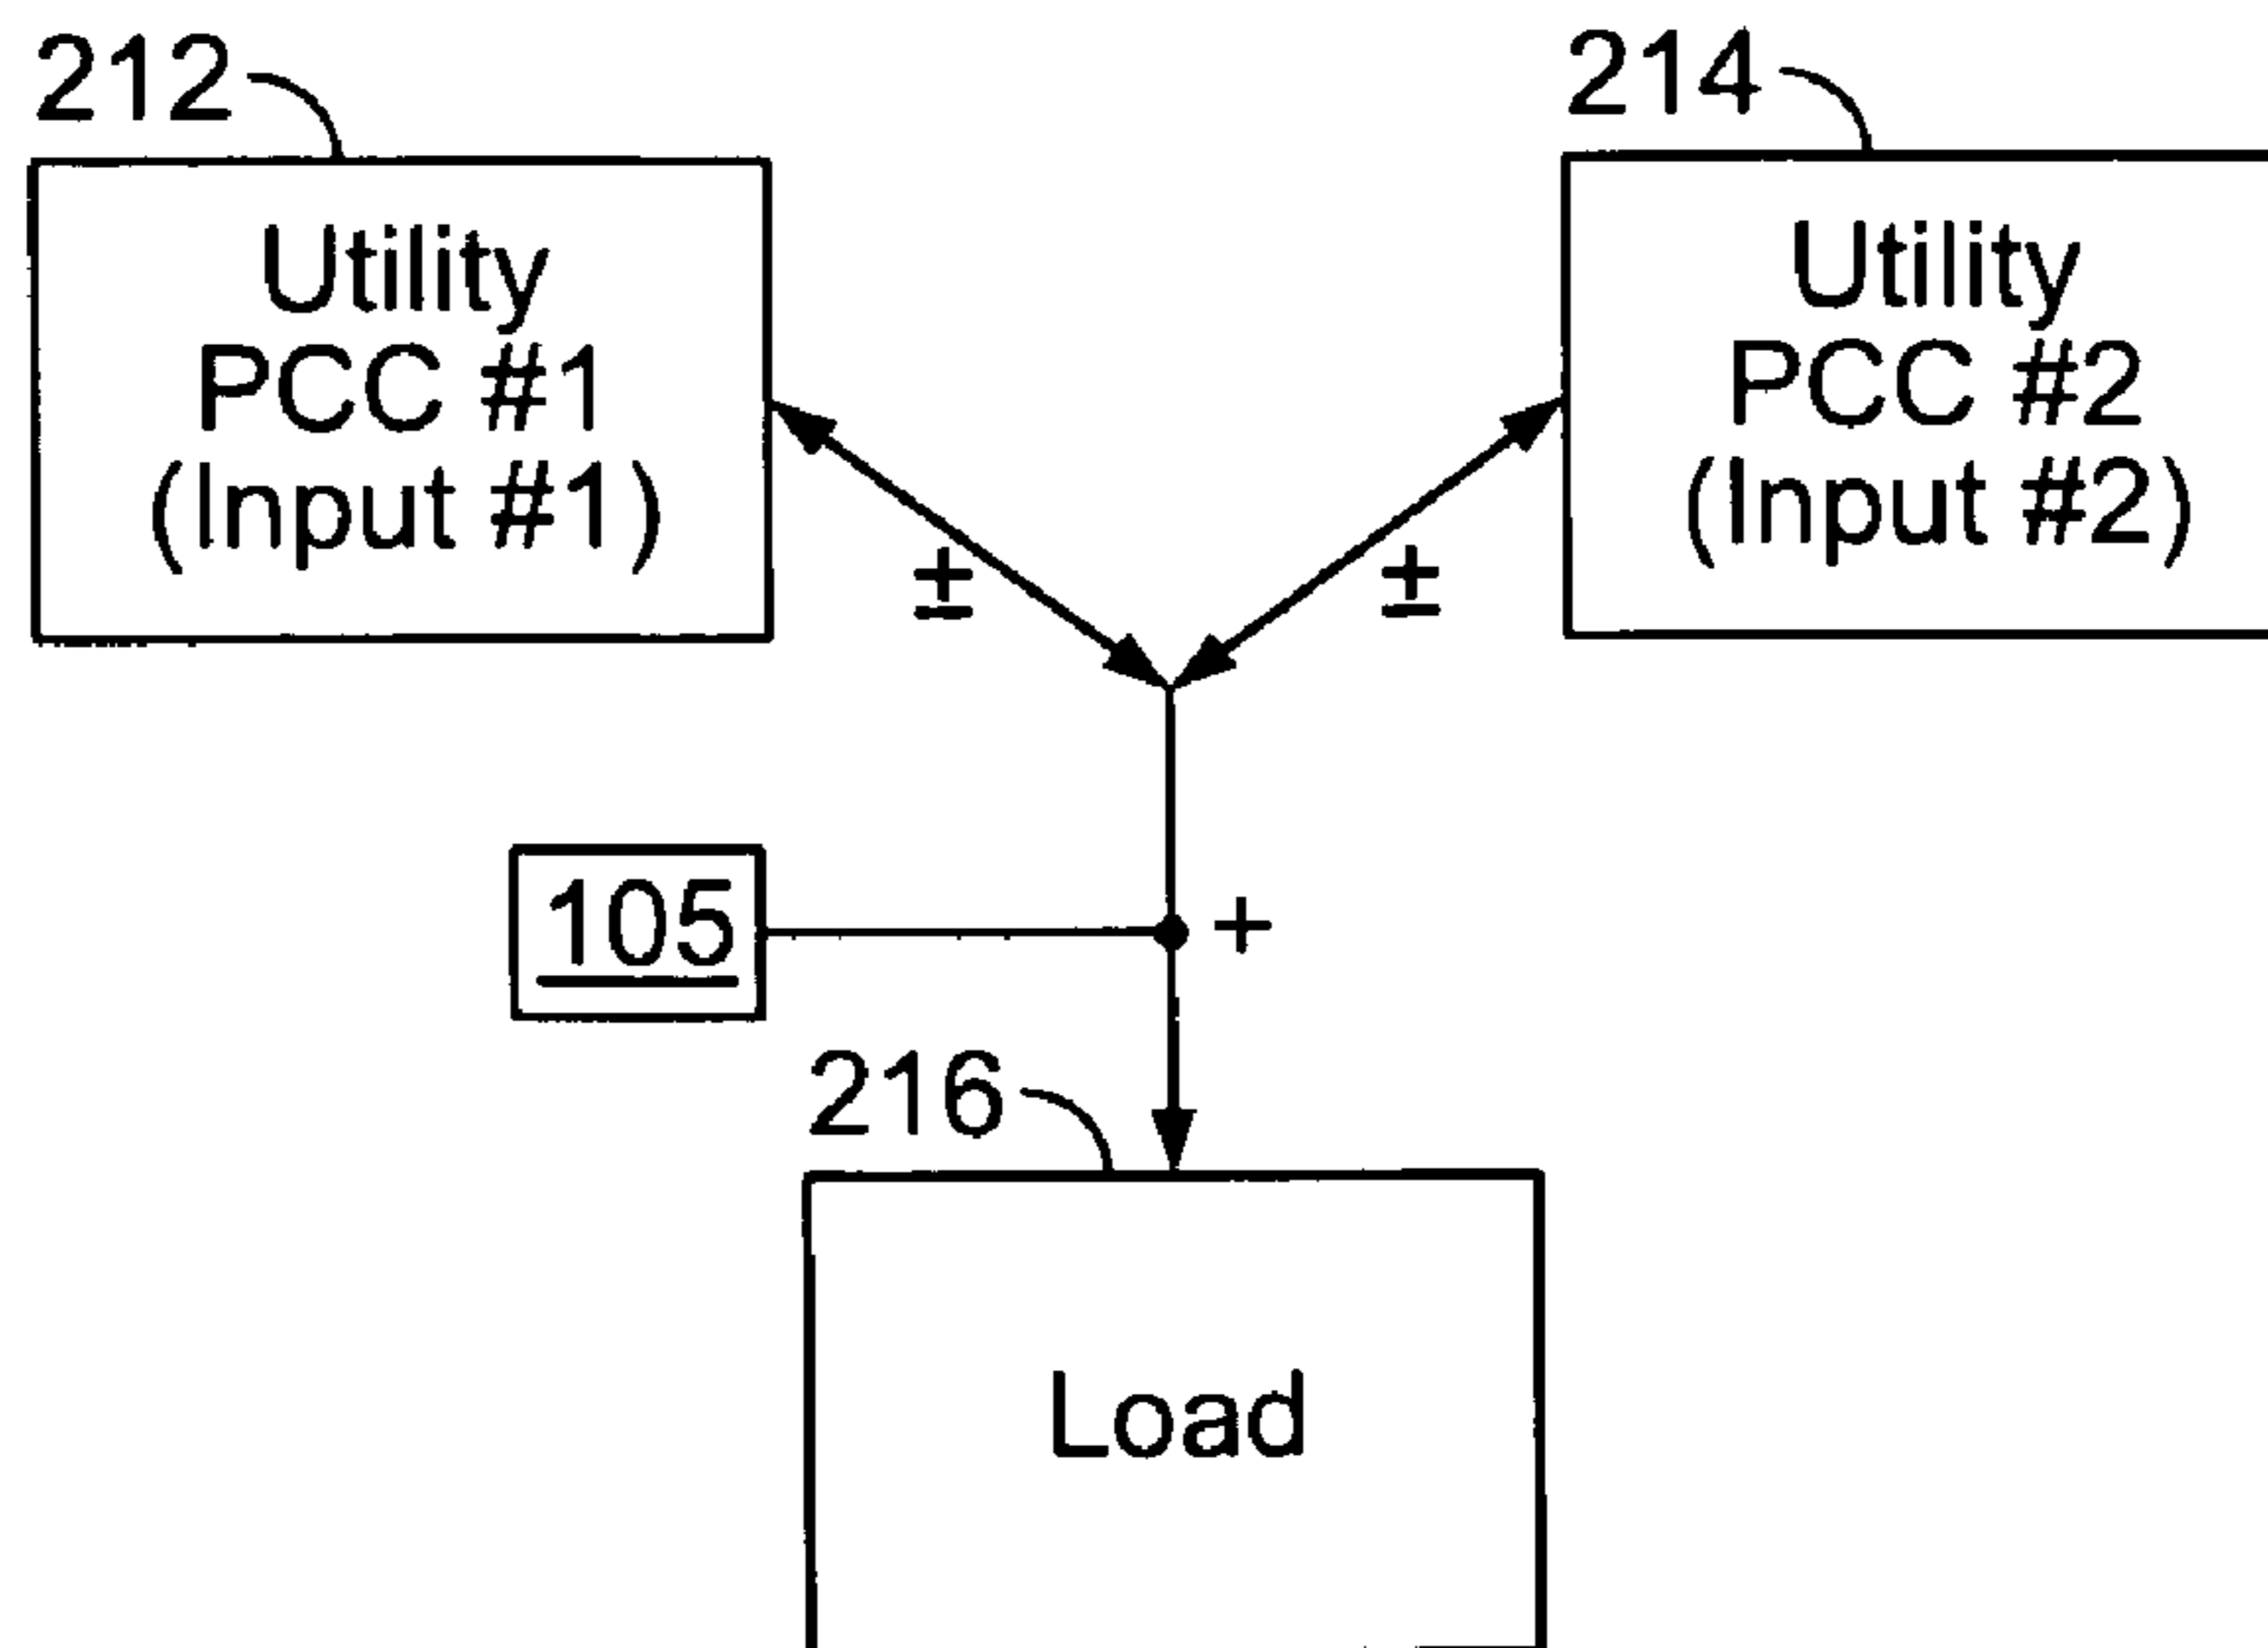 212
214
Utility
PCC #1
(Input #1)
Utility
PCC #2
(Input #2)
±
±
105
+
216
Load